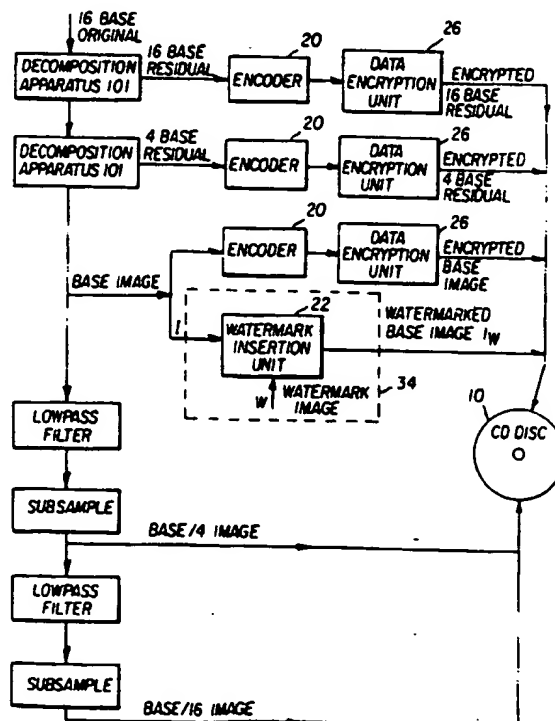 16 BASE
ORIGINAL
DECOMPOSITION
APPARATUS 101
16 BASE
RESIDUAL
20
ENCODER
26
DATA
ENCRYPTION
UNIT
ENCRYPTED
16 BASE
RESIDUAL
DECOMPOSITION
APPARATUS 101
4 BASE
RESIDUAL
20
ENCODER
26
DATA
ENCRYPTION
UNIT
ENCRYPTED
4 BASE
RESIDUAL
20
ENCODER
26
DATA
ENCRYPTION
UNIT
ENCRYPTED
BASE
IMAGE
BASE IMAGE
I
22
WATERMARK
INSERTION
UNIT
WATERMARKED
BASE IMAGE IW
W
WATERMARK
IMAGE
34
10
CD DISC
LOWPASS
FILTER
SUBSAMPLE
BASE/4 IMAGE
LOWPASS
FILTER
SUBSAMPLE
BASE/16 IMAGE